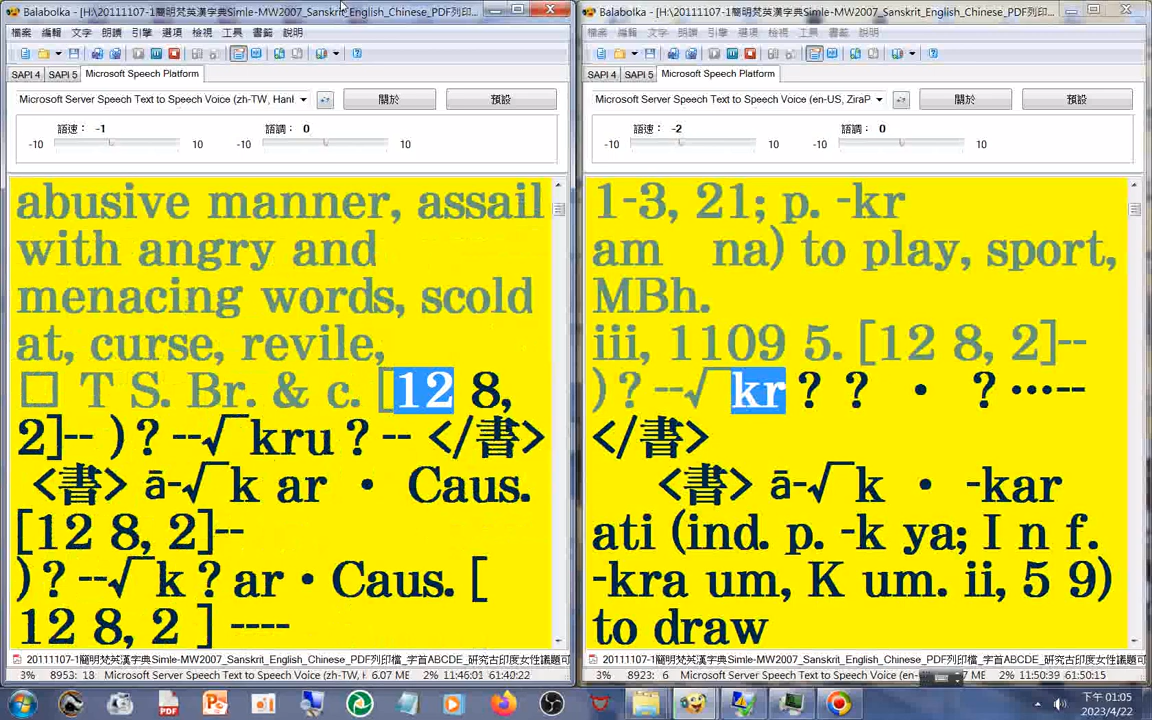 Balabolka - [H:\20111107-1簡明梵英漢字典Simle-MW2007_Sanskrit_English_Chinese_PDF列印...
檔案 編輯 文字 朗讀 引擎 選項 檢視 工具 書籤 說明
SAPI 4 SAPI 5 Microsoft Speech Platform
Microsoft Server Speech Text to Speech Voice (zh-TW, Hanl 關於 預設
語速： -1 語調： 0
-10 10 -10 10
abusive manner, assail
with angry and
menacing words, scold
at, curse, revile,
□ T S. Br. & c. [12 8,
2]-- )? --√kru ? -- </書>
<書> ā-√k ar • Caus.
[12 8, 2]--
)? --√k ? ar • Caus. [
12 8, 2 ] ----
20111107-1簡明梵英漢字典Simle-MW2007_Sanskrit_English_Chinese_PDF列印檔_字首ABCDE_研究古印度女性議題可
3% 8953: 18 Microsoft Server Speech Text to Speech Voice (zh-TW, H 6.07 MB 2% 11:46:01 61:40:22
Balabolka - [H:\20111107-1簡明梵英漢字典Simle-MW2007_Sanskrit_English_Chinese_PDF列印...
檔案 編輯 文字 朗讀 引擎 選項 檢視 工具 書籤 說明
SAPI 4 SAPI 5 Microsoft Speech Platform
Microsoft Server Speech Text to Speech Voice (en-US, ZiraP 關於 預設
語速： -2 語調： 0
-10 10 -10 10
1-3, 21; p. -kr
am na) to play, sport,
MBh.
iii, 1109 5. [12 8, 2]--
)? --√kr ? ? • ?…--
</書>
<書> ā-√k • -kar
ati (ind. p. -k ya; I n f.
-kra um, K um. ii, 5 9)
to draw
20111107-1簡明梵英漢字典Simle-MW2007_Sanskrit_English_Chinese_PDF列印檔_字首ABCDE_研究古印度女性議題可
3% 8923: 6 Microsoft Server Speech Text to Speech Voice (en-US, ZiraP 2% 11:50:39 61:50:15
PDF
下午 01:05
2023/4/22